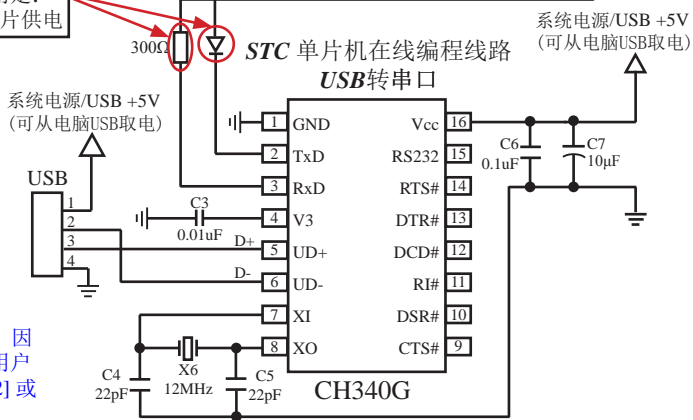 片供电
300Ω
STC 单片机在线编程线路
USB转串口
系统电源/USB +5V
(可从电脑USB取电)
系统电源/USB +5V
(可从电脑USB取电)
USB
1
2
3
4
1 GND
2 TxD
3 RxD
4 V3
5 UD+
6 UD-
7 XI
8 XO
Vcc 16
RS232 15
RTS# 14
DTR# 13
DCD# 12
RI# 11
DSR# 10
CTS# 9
C3
0.01uF
D+
D-
C6
0.1uF
C7
10μF
C4
22pF
X6
12MHz
C5
22pF
CH340G
因
用户
2] 或